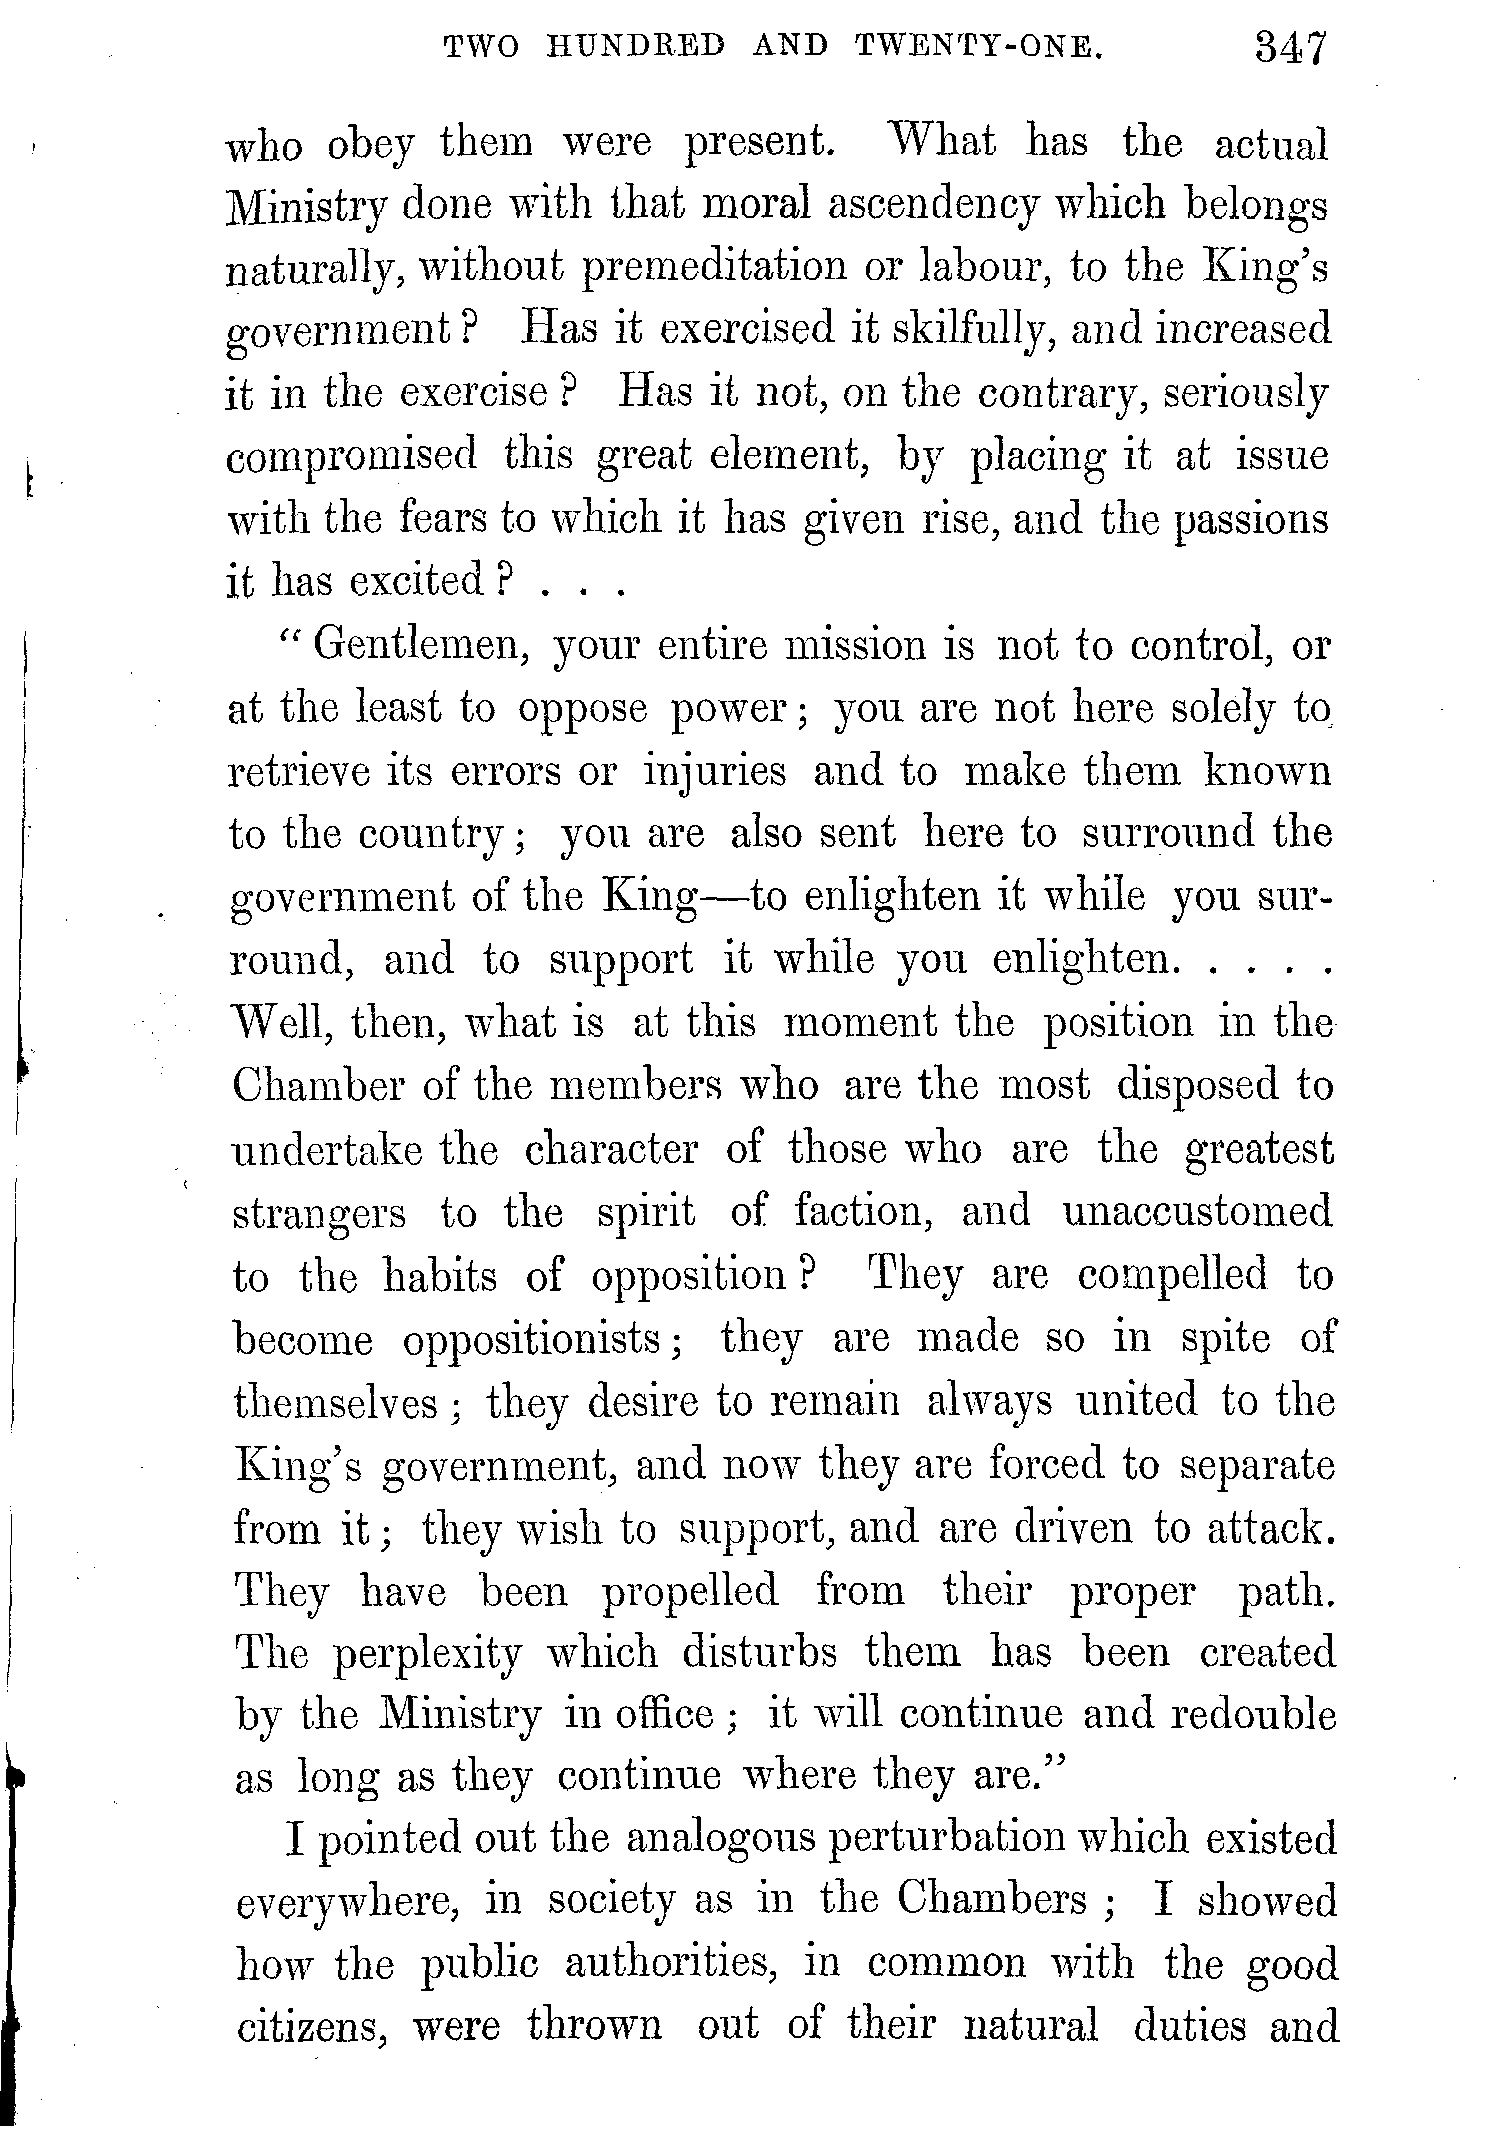 TWO HUNDRED AND TWENTY-ONE. 347
who obey them were present. What has the actual
Ministry done with that moral ascendency which belongs
naturally, without premeditation or labour, to the King's
government? Has it exercised it skilfully, and increased
it in the exercise? Has it not, on the contrary, seriously
compromised this great element, by placing it at issue
with the fears to which it has given rise, and the passions
it has excited? . . .
“Gentlemen, your entire mission is not to control, or
at the least to oppose power; you are not here solely to
retrieve its errors or injuries and to make them known
to the country; you are also sent here to surround the
government of the King—to enlighten it while you sur-
round, and to support it while you enlighten. . . . .
Well, then, what is at this moment the position in the
Chamber of the members who are the most disposed to
undertake the character of those who are the greatest
strangers to the spirit of faction, and unaccustomed
to the habits of opposition? They are compelled to
become oppositionists; they are made so in spite of
themselves; they desire to remain always united to the
King's government, and now they are forced to separate
from it; they wish to support, and are driven to attack.
They have been propelled from their proper path.
The perplexity which disturbs them has been created
by the Ministry in office; it will continue and redouble
as long as they continue where they are.”
I pointed out the analogous perturbation which existed
everywhere, in society as in the Chambers; I showed
how the public authorities, in common with the good
citizens, were thrown out of their natural duties and